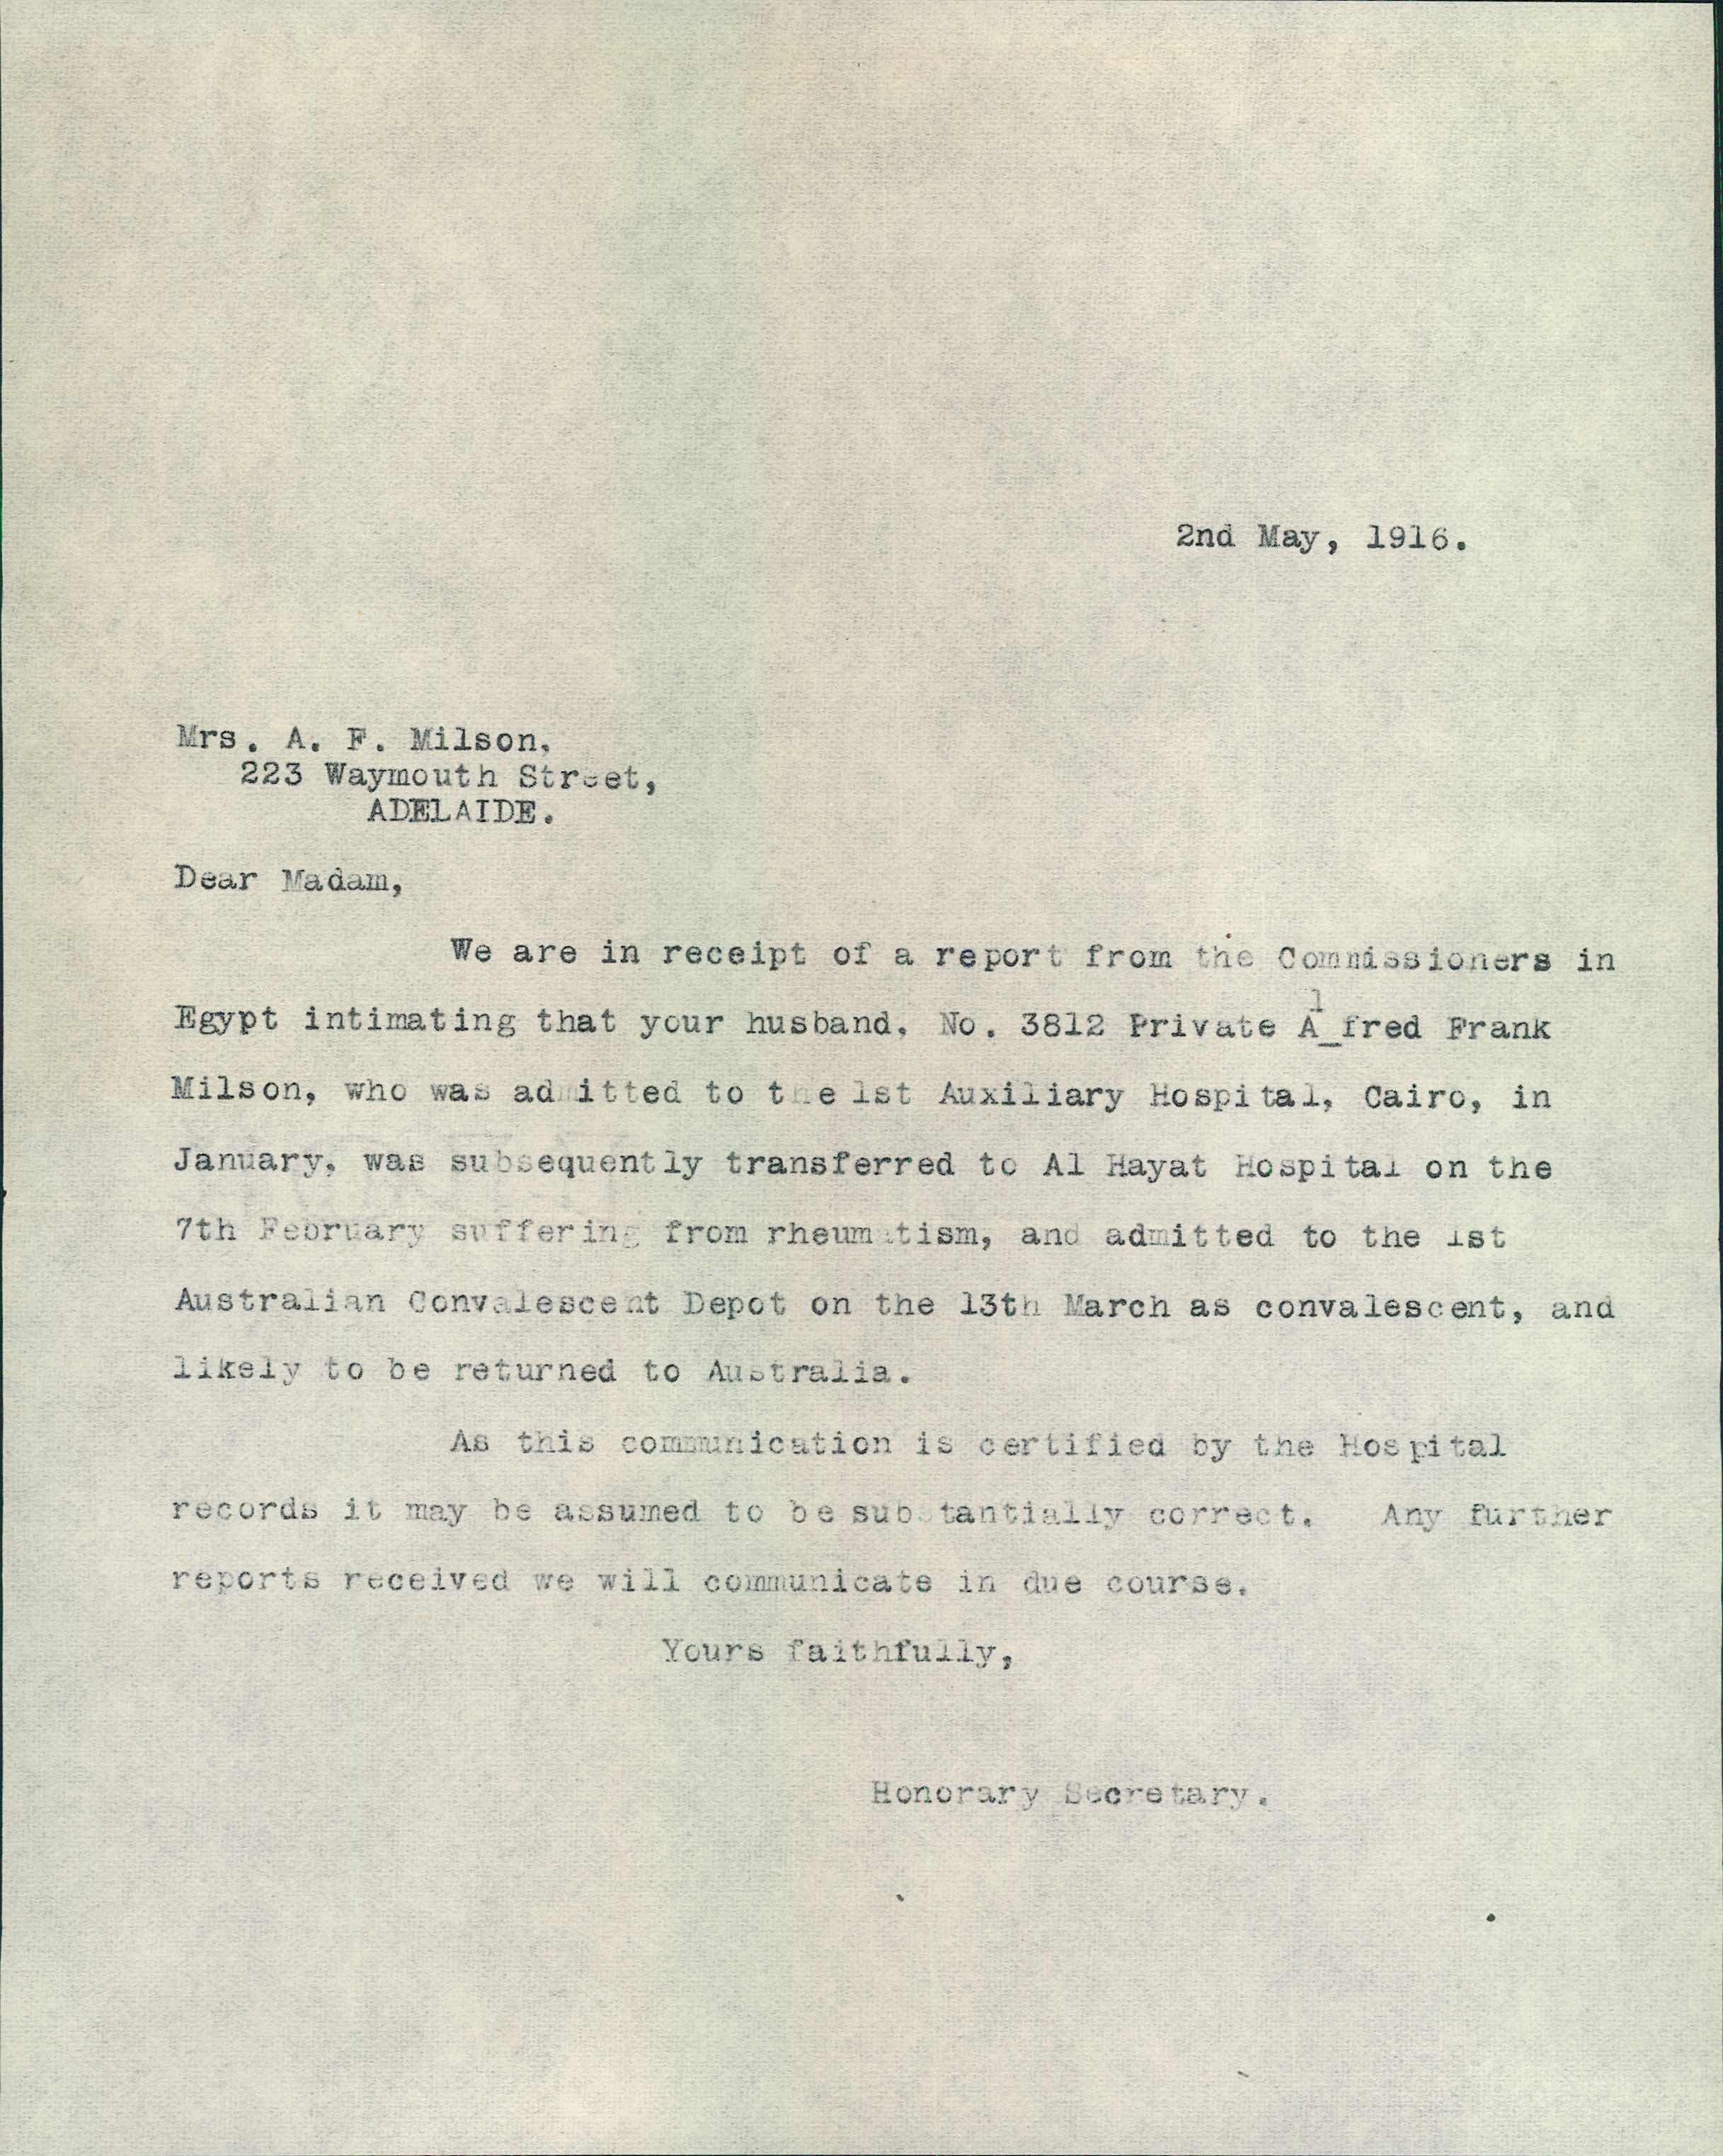 2nd May, 1916.
Mrs. A. F. Milson,
223 Waymouth Street,
ADELAIDE.
Dear Madam,
We are in receipt of a report from the Commissioners in
Egypt intimating that your husband, No. 3812 Private Alfred Frank
Milson, who was admitted to the 1st Auxiliary Hospital, Cairo, in
January, was subsequently transferred to Al Hayat Hospital on the
7th February suffering from rheumatism, and admitted to the 1st
Australian Convalescent Depot on the 13th March as convalescent, and
likely to be returned to Australia.
As this communication is certified by the Hospital
records it may be assumed to be substantially correct. Any further
reports received we will communicate in due course.
Yours faithfully,
Honorary Secretary.